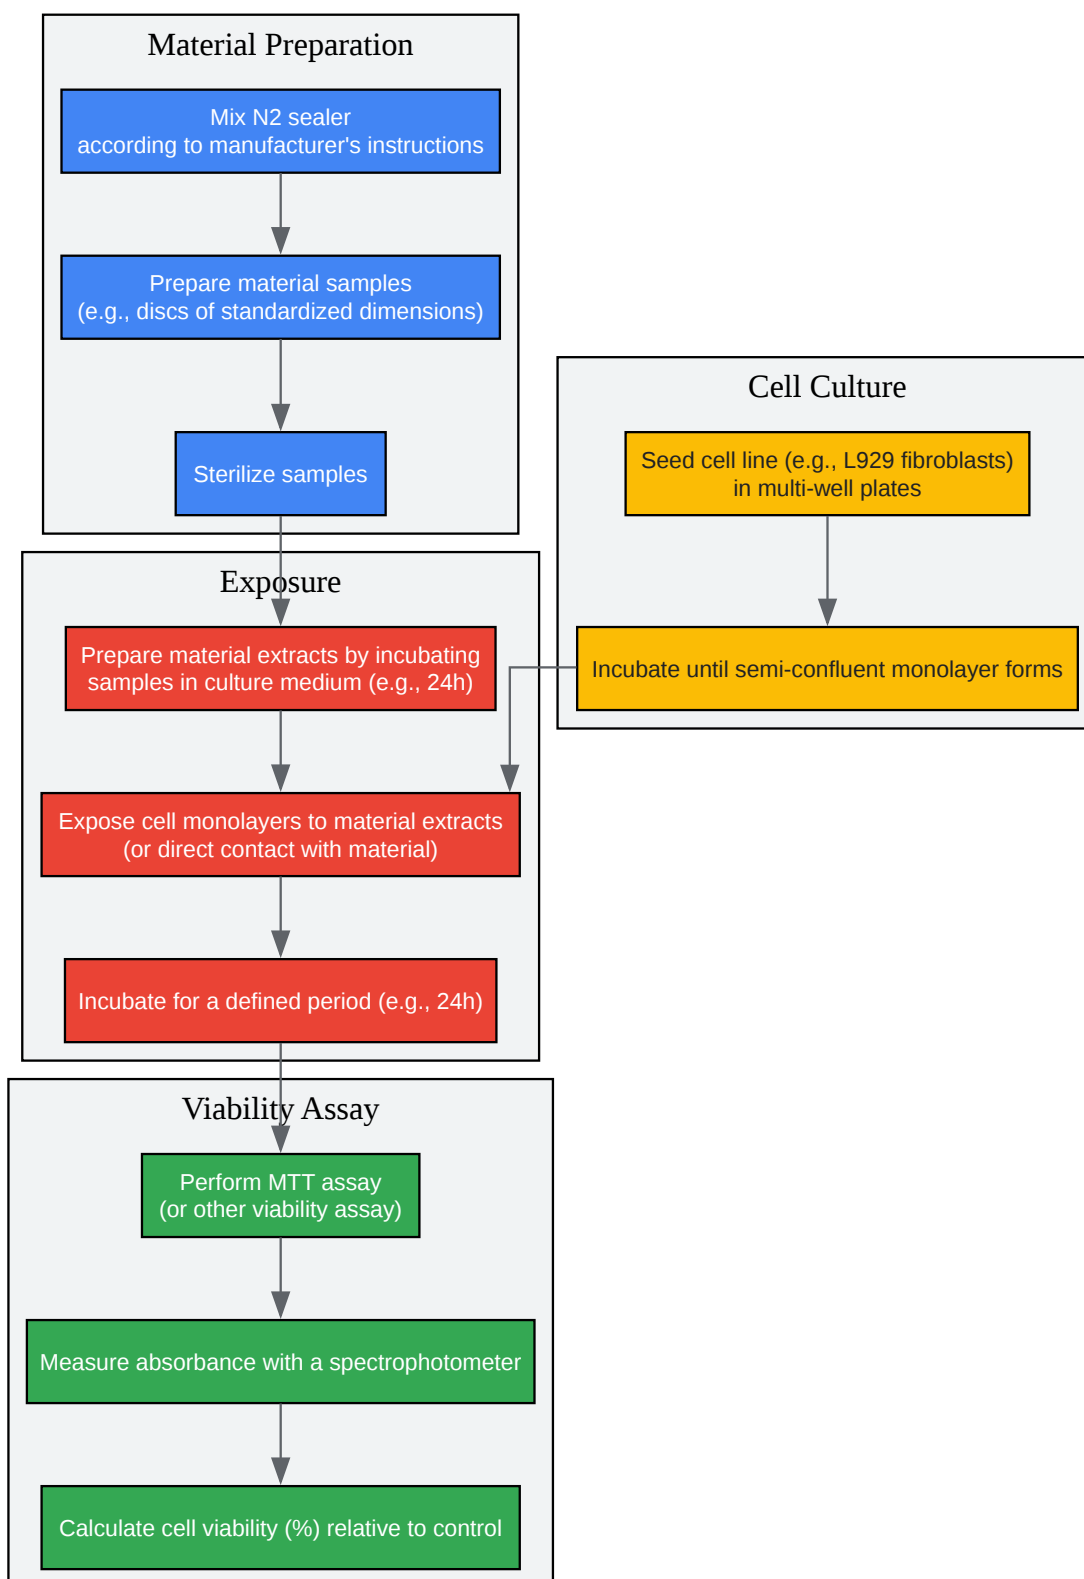 Material Preparation
Mix N2 sealer
according to manufacturer's instructions
Prepare material samples
(e.g., discs of standardized dimensions)
Sterilize samples
Cell Culture
Seed cell line (e.g., L929 fibroblasts)
in multi-well plates
Incubate until semi-confluent monolayer forms
Exposure
Prepare material extracts by incubating
samples in culture medium (e.g., 24h)
Expose cell monolayers to material extracts
(or direct contact with material)
Incubate for a defined period (e.g., 24h)
Viability Assay
Perform MTT assay
(or other viability assay)
Measure absorbance with a spectrophotometer
Calculate cell viability (%) relative to control